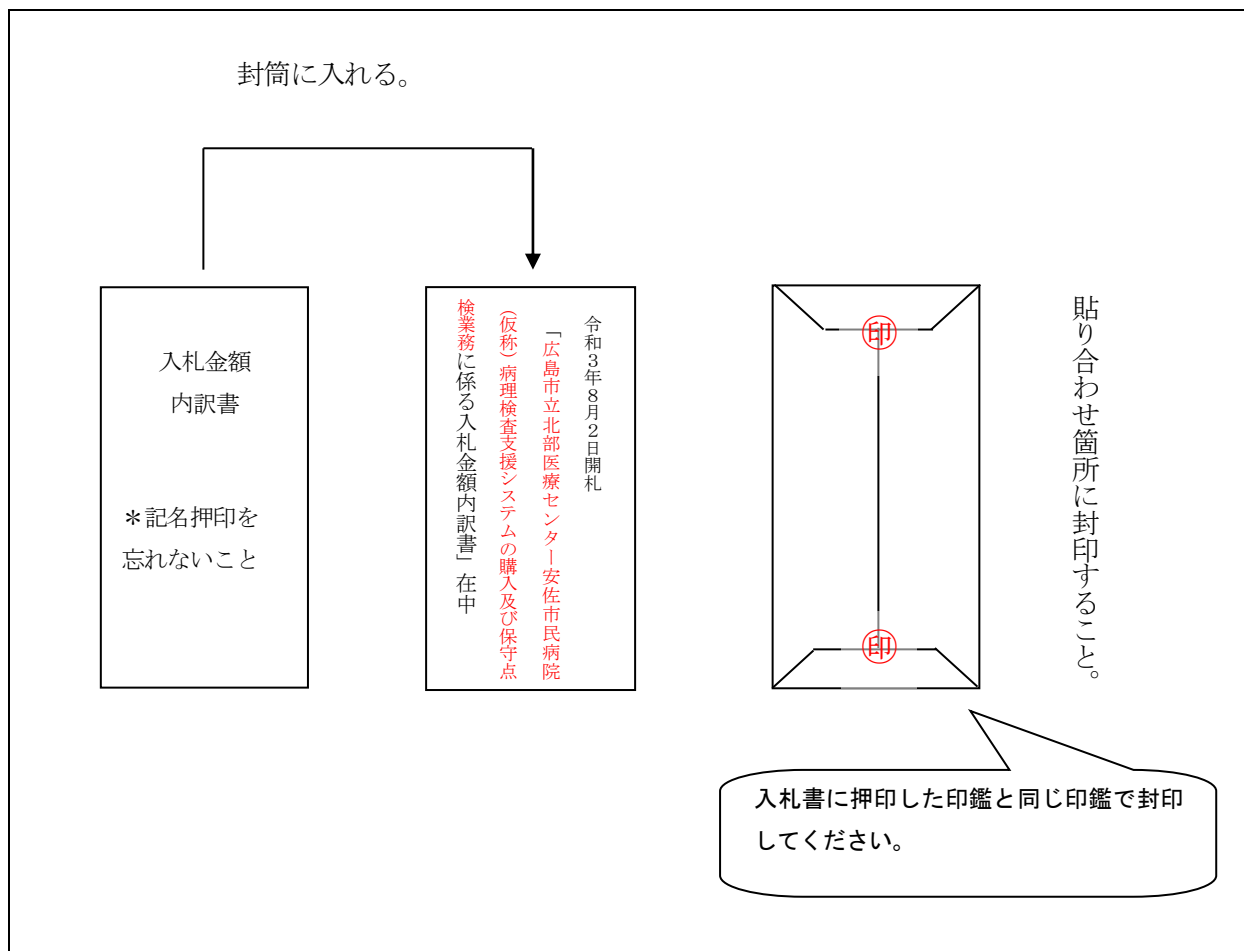 封筒に入れる。
入札金額
内訳書
＊記名押印を
忘れないこと
令和３年８月２日開札
「広島市立北部医療センター安佐市民病院
（仮称）病理検査支援システムの購入及び保守点
検業務に係る入札金額内訳書」在中
印
印
貼り合わせ箇所に封印すること。
入札書に押印した印鑑と同じ印鑑で封印
してください。